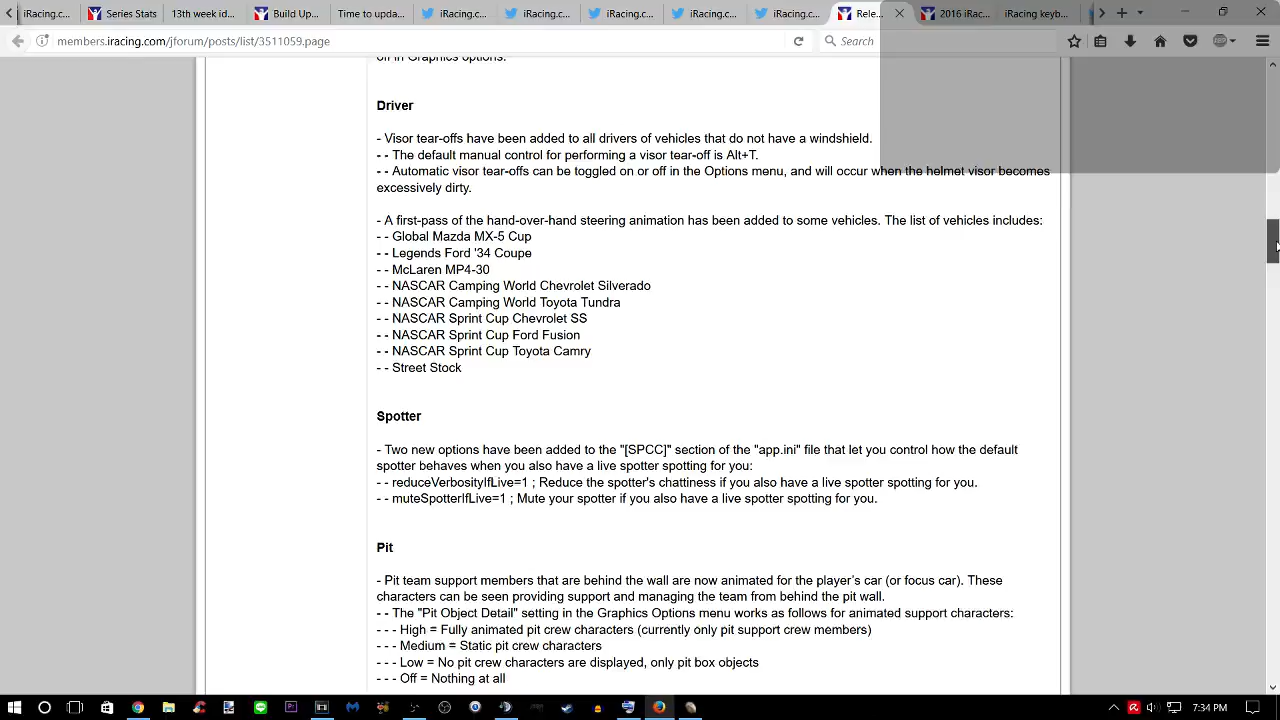 iRacing.c...
Series Stats
13th week id...
Build Up...
Time to upda...
iRacing.c...
iRacing.c...
iRacing.c...
iRacing.c...
iRacing.c...
Rele...
2016 iRac...
iRacing keyb...
members.iracing.com/jforum/posts/list/3511059.page
Search
off in Graphics options.
Driver
- Visor tear-offs have been added to all drivers of vehicles that do not have a windshield.
- - The default manual control for performing a visor tear-off is Alt+T.
- - Automatic visor tear-offs can be toggled on or off in the Options menu, and will occur when the helmet visor becomes
excessively dirty.
- A first-pass of the hand-over-hand steering animation has been added to some vehicles. The list of vehicles includes:
- - Global Mazda MX-5 Cup
- - Legends Ford '34 Coupe
- - McLaren MP4-30
- - NASCAR Camping World Chevrolet Silverado
- - NASCAR Camping World Toyota Tundra
- - NASCAR Sprint Cup Chevrolet SS
- - NASCAR Sprint Cup Ford Fusion
- - NASCAR Sprint Cup Toyota Camry
- - Street Stock
Spotter
- Two new options have been added to the "[SPCC]" section of the "app.ini" file that let you control how the default
spotter behaves when you also have a live spotter spotting for you:
- - reduceVerbosityIfLive=1 ; Reduce the spotter's chattiness if you also have a live spotter spotting for you.
- - muteSpotterIfLive=1 ; Mute your spotter if you also have a live spotter spotting for you.
Pit
- Pit team support members that are behind the wall are now animated for the player's car (or focus car). These
characters can be seen providing support and managing the team from behind the pit wall.
- - The "Pit Object Detail" setting in the Graphics Options menu works as follows for animated support characters:
- - - High = Fully animated pit crew characters (currently only pit support crew members)
- - - Medium = Static pit crew characters
- - - Low = No pit crew characters are displayed, only pit box objects
- - - Off = Nothing at all
7:34 PM